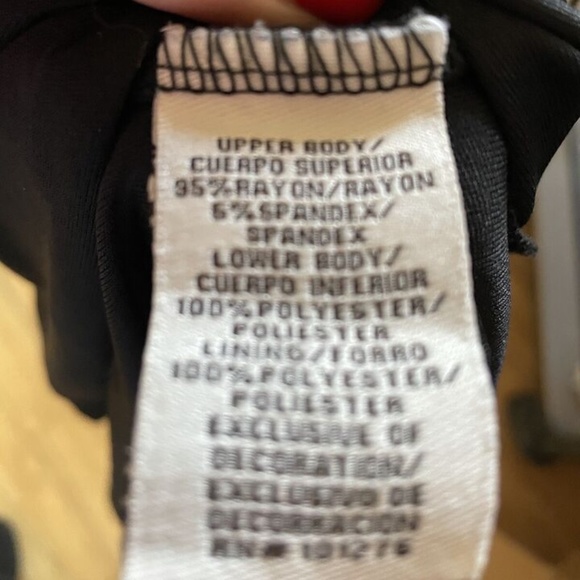 UPPER BODY/
CUERPO SUPERIOR
95%RAYON/RAYON
5%SPANDEX/
SPANDEX
LOWER BODY/
CUERPO INFERIOR
100%POLYESTER/
POLIESTER
LINING/FORRO
100%POLYESTER/
POLIESTER
EXCLUSIVE OF
DECORATION/
EXCLUSIVO DE
DECORRACION
RN# 101276